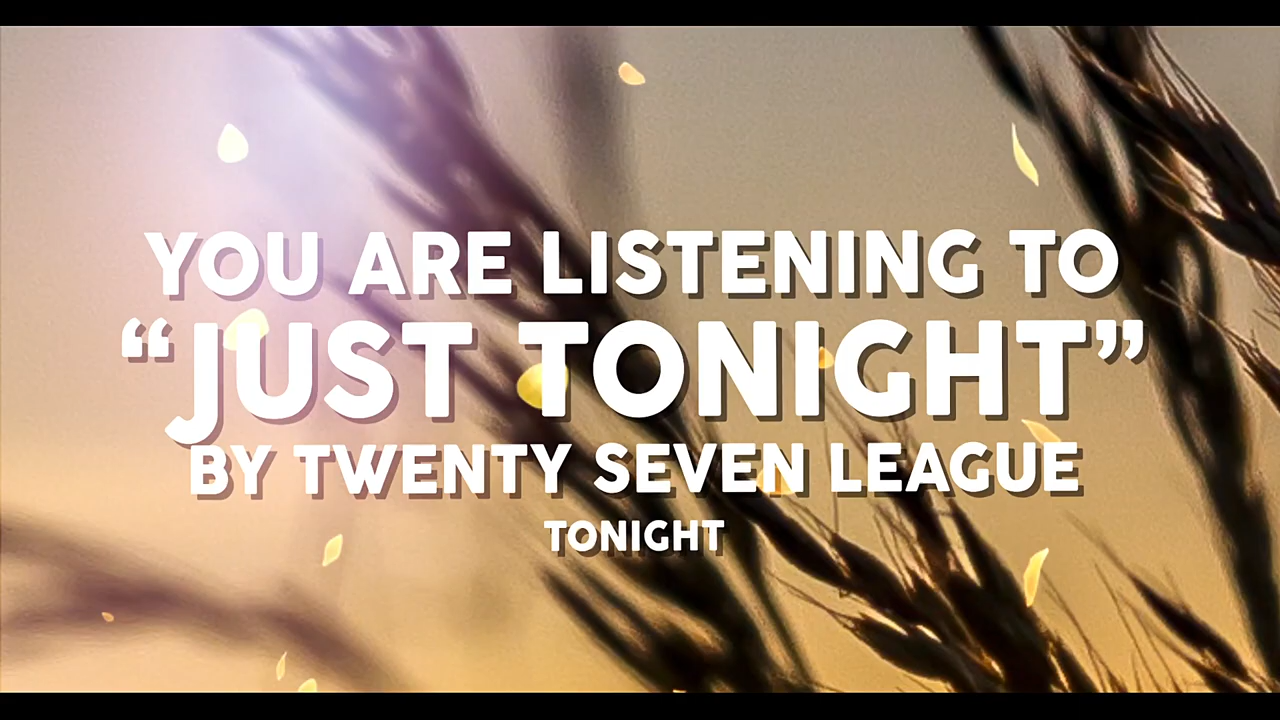 YOU ARE LISTENING TO
“JUST TONIGHT”
BY TWENTY SEVEN LEAGUE
TONIGHT